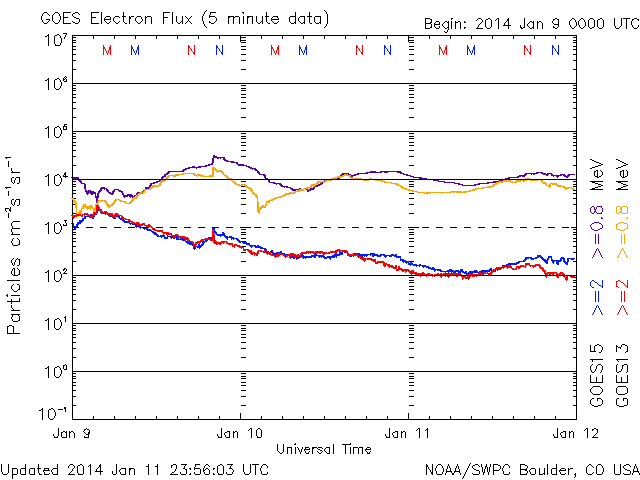 GOES Electron Flux (5 minute data)
Begin: 2014 Jan 9 0000 UTC
M M N N M M N N M M N N
10⁷
10⁶
10⁵
10⁴
10³
10²
10¹
10⁰
10⁻¹
Particles cm⁻²s⁻¹sr⁻¹
Jan 9 Jan 10 Jan 11 Jan 12
Universal Time
GOES15 >=2 >=0.8 MeV
GOES13 >=2 >=0.8 MeV
Updated 2014 Jan 11 23:56:03 UTC
NOAA/SWPC Boulder, CO USA